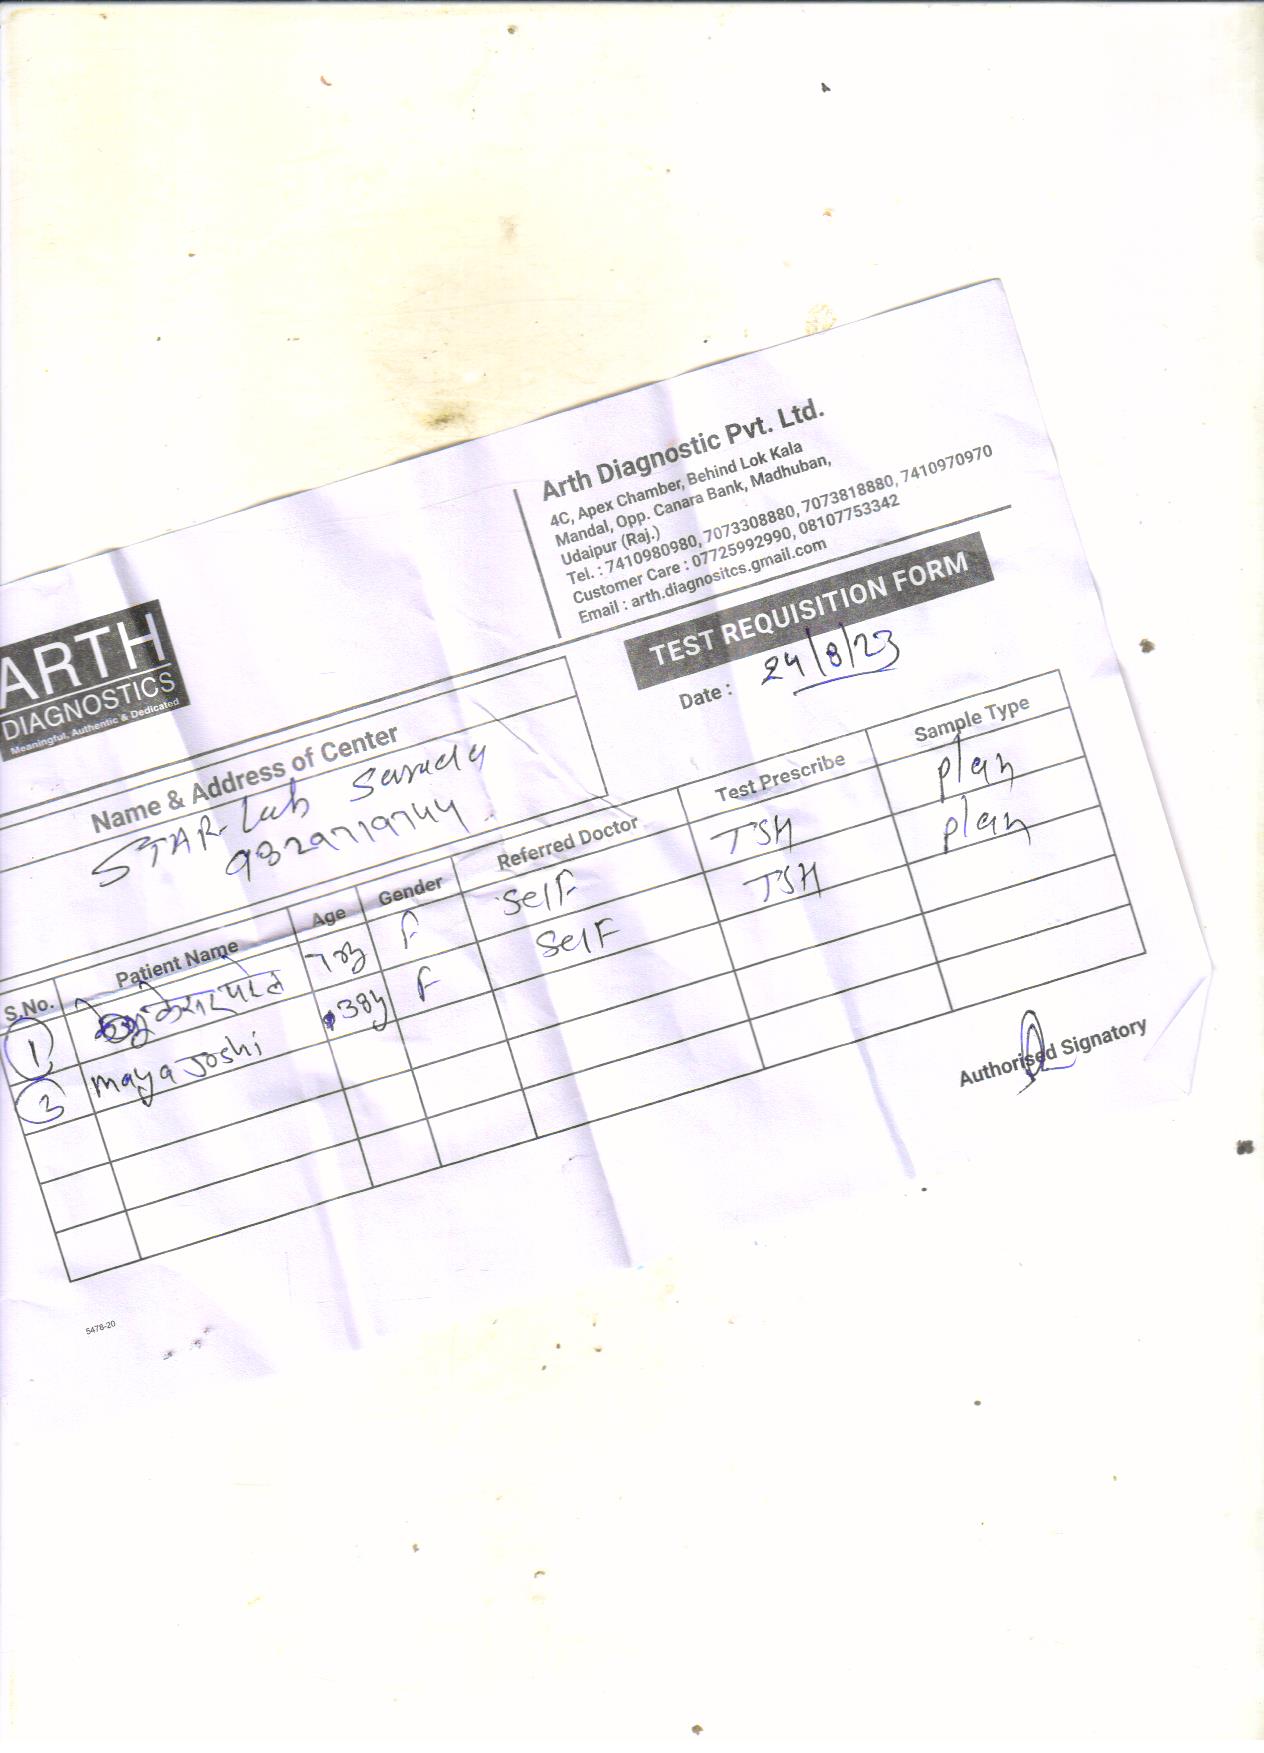 ARTH
DIAGNOSTICS
Meaningful, Authentic & Dedicated
Arth Diagnostic Pvt. Ltd.
4C, Apex Chamber, Behind Lok Kala
Mandal, Opp. Canara Bank, Madhuban,
Udaipur (Raj.)
Tel. : 7410980980, 7073308880, 7073818880, 7410970970
Customer Care : 07725992990, 08107753342
Email : arth.diagnositcs.gmail.com
TEST REQUISITION FORM
Date : 24/8/23
Name & Address of Center
STAR Lab
9829719744
S.No. Patient Name Age Gender Referred Doctor Test Prescribe Sample Type
1 70y F Self TSH plan
3 Maya Joshi 38y F Self TSH plan
Authorised Signatory
5478-20